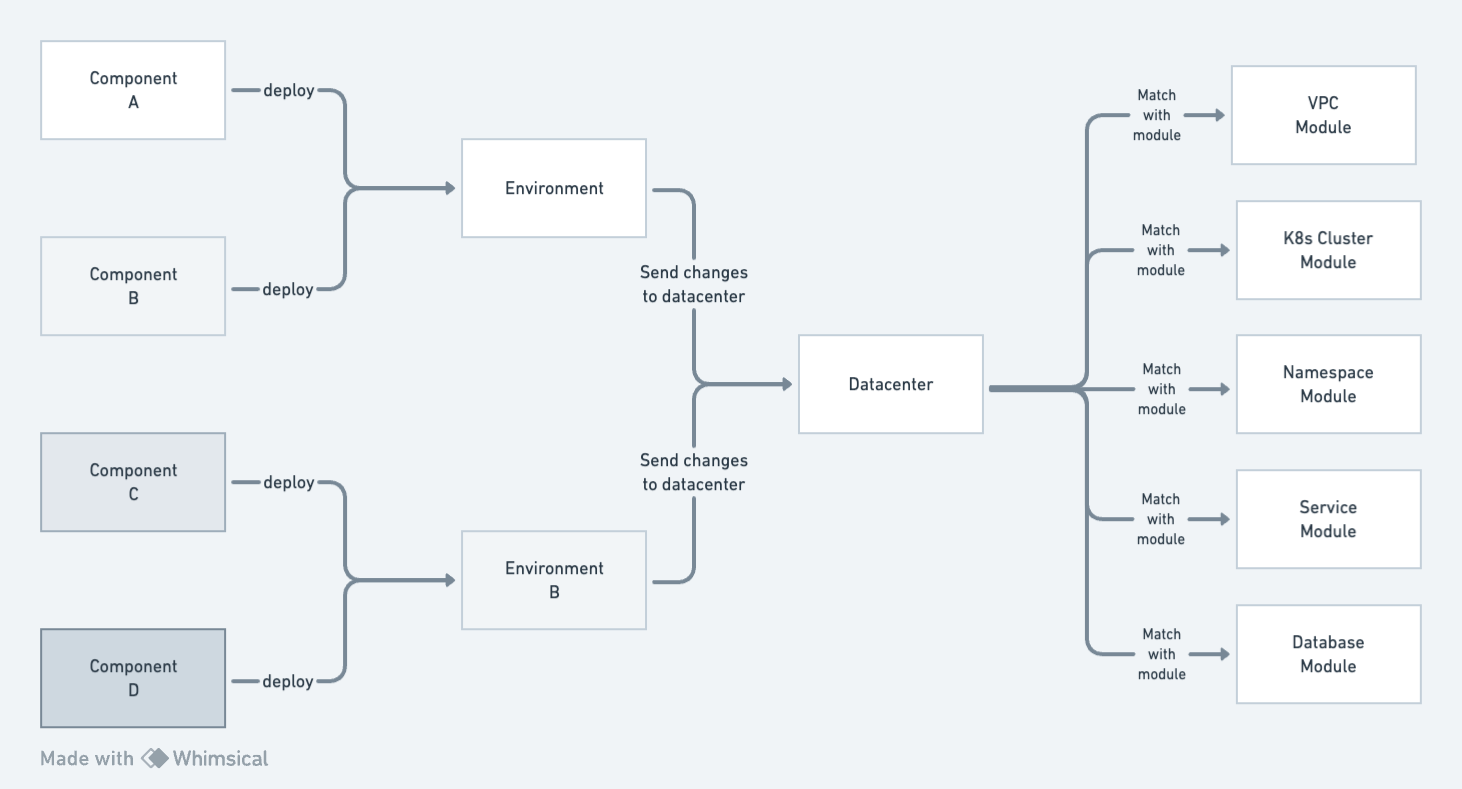 Component
A
deploy
Component
B
deploy
Environment
Send changes
to datacenter
Component
C
deploy
Component
D
deploy
Environment
B
Send changes
to datacenter
Datacenter
Match
with
module
VPC
Module
Match
with
module
K8s Cluster
Module
Match
with
module
Namespace
Module
Match
with
module
Service
Module
Match
with
module
Database
Module
Made with Whimsical